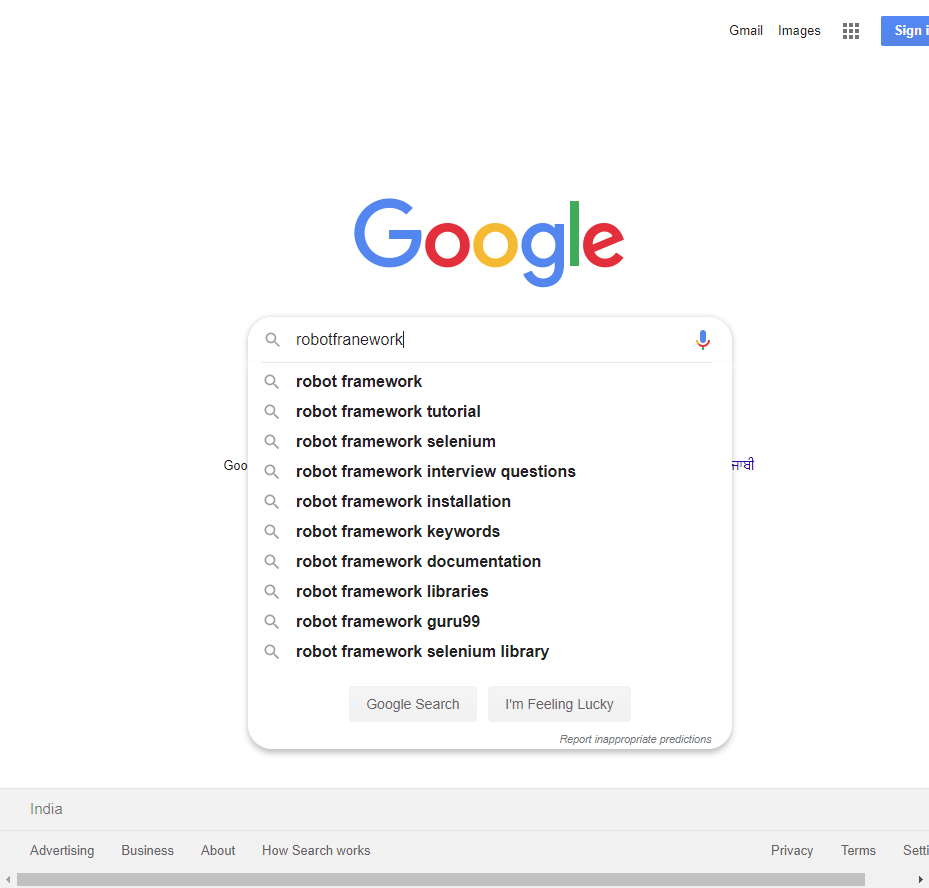 Gmail Images Sign i
Google
robotfranework
robot framework
robot framework tutorial
robot framework selenium
robot framework interview questions
Goo ਜਾਬੀ
robot framework installation
robot framework keywords
robot framework documentation
robot framework libraries
robot framework guru99
robot framework selenium library
Google Search I'm Feeling Lucky
Report inappropriate predictions
India
Advertising Business About How Search works Privacy Terms Setti